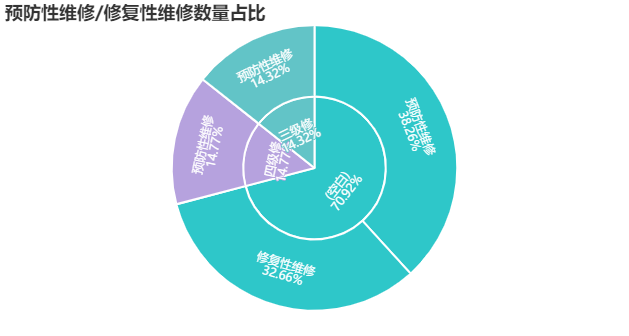 预防性维修/修复性维修数量占比
预防性维修
14.32%
预防性维修
38.26%
三级修
14.32%
预防性维修
14.77%
四级修
14.77%
(空白)
70.92%
修复性维修
32.66%